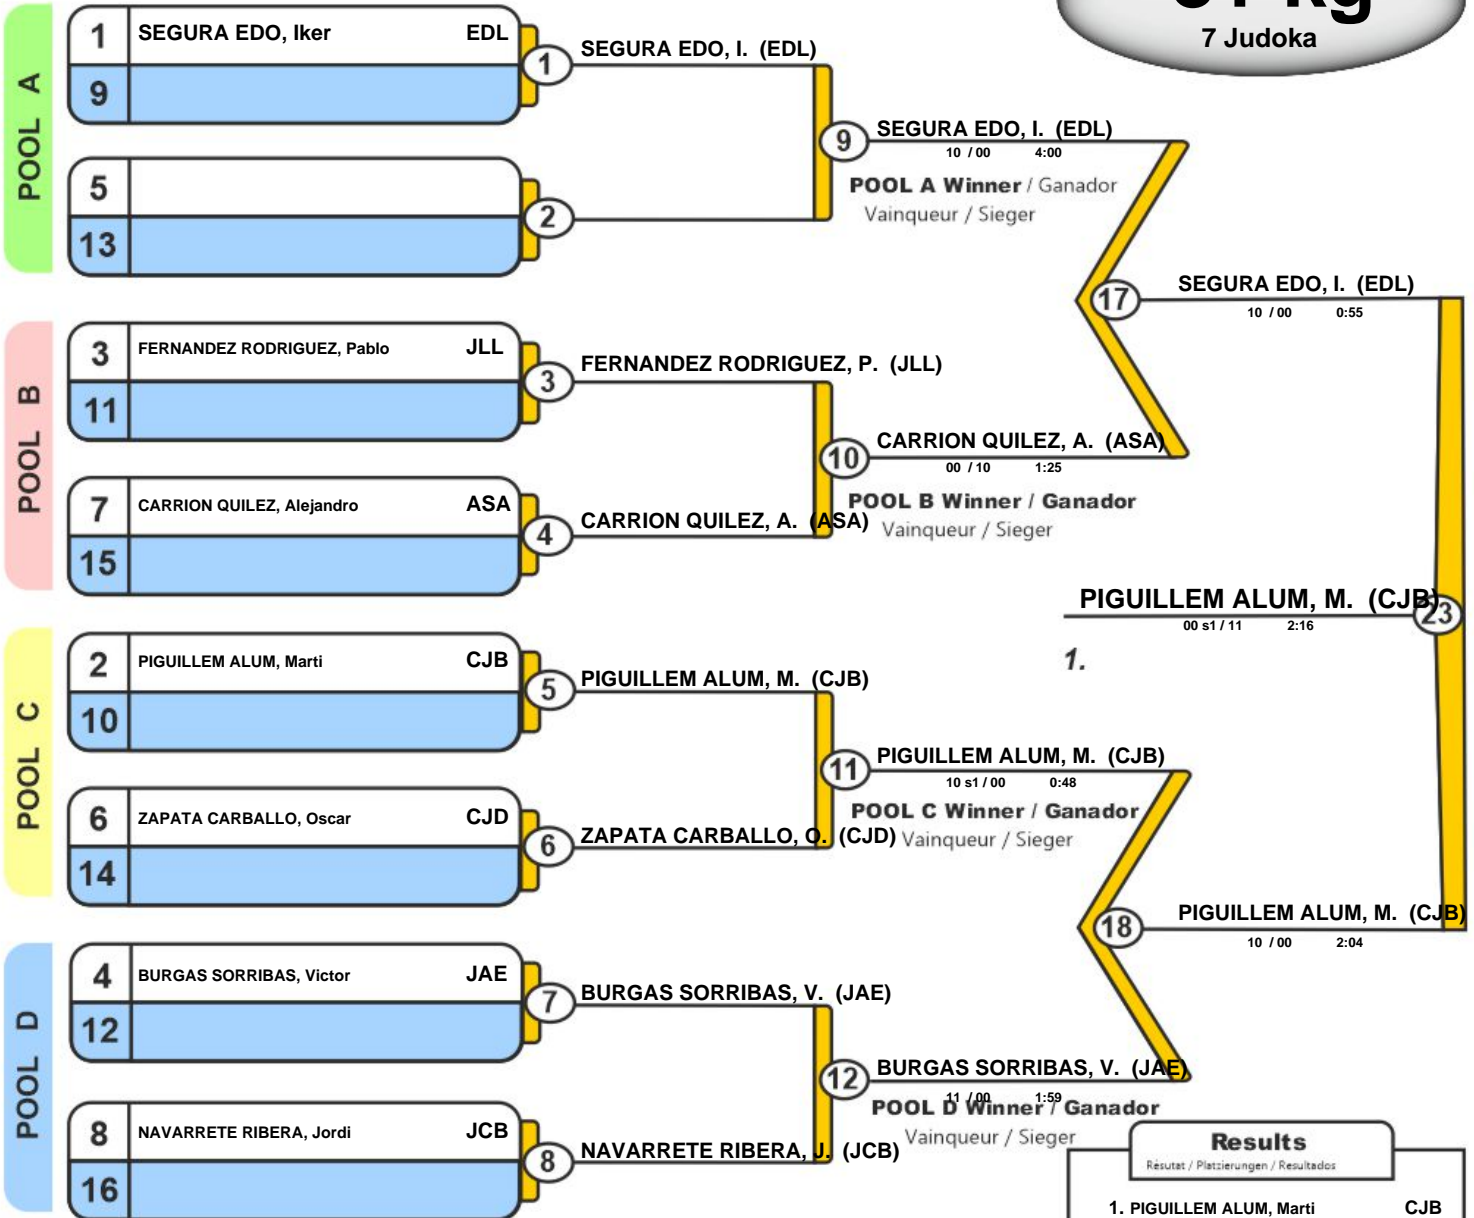 7 Judoka
POOL A
1 SEGURA EDO, Iker EDL
9
5
13
1 SEGURA EDO, I. (EDL)
2
9 SEGURA EDO, I. (EDL)
10 / 00 4:00
POOL A Winner / Ganador
Vainqueur / Sieger
POOL B
3 FERNANDEZ RODRIGUEZ, Pablo JLL
11
7 CARRION QUILEZ, Alejandro ASA
15
3 FERNANDEZ RODRIGUEZ, P. (JLL)
4 CARRION QUILEZ, A. (ASA)
10 CARRION QUILEZ, A. (ASA)
00 / 10 1:25
POOL B Winner / Ganador
Vainqueur / Sieger
17 SEGURA EDO, I. (EDL)
10 / 00 0:55
PIGUILLEM ALUM, M. (CJB) 23
00 s1 / 11 2:16
1.
POOL C
2 PIGUILLEM ALUM, Marti CJB
10
6 ZAPATA CARBALLO, Oscar CJD
14
5 PIGUILLEM ALUM, M. (CJB)
6 ZAPATA CARBALLO, O. (CJD)
11 PIGUILLEM ALUM, M. (CJB)
10 s1 / 00 0:48
POOL C Winner / Ganador
Vainqueur / Sieger
18 PIGUILLEM ALUM, M. (CJB)
10 / 00 2:04
POOL D
4 BURGAS SORRIBAS, Victor JAE
12
8 NAVARRETE RIBERA, Jordi JCB
16
7 BURGAS SORRIBAS, V. (JAE)
8 NAVARRETE RIBERA, J. (JCB)
12 BURGAS SORRIBAS, V. (JAE)
11 / 00 1:59
POOL D Winner / Ganador
Vainqueur / Sieger
Results
Résutat / Platzierungen / Resultados
1. PIGUILLEM ALUM, Marti CJB